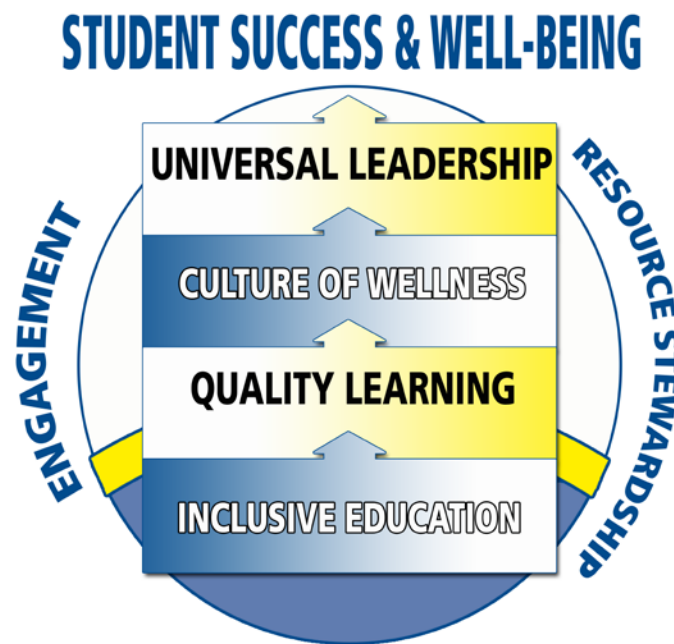 STUDENT SUCCESS & WELL-BEING
UNIVERSAL LEADERSHIP
CULTURE OF WELLNESS
QUALITY LEARNING
INCLUSIVE EDUCATION
ENGAGEMENT
RESOURCE STEWARDSHIP